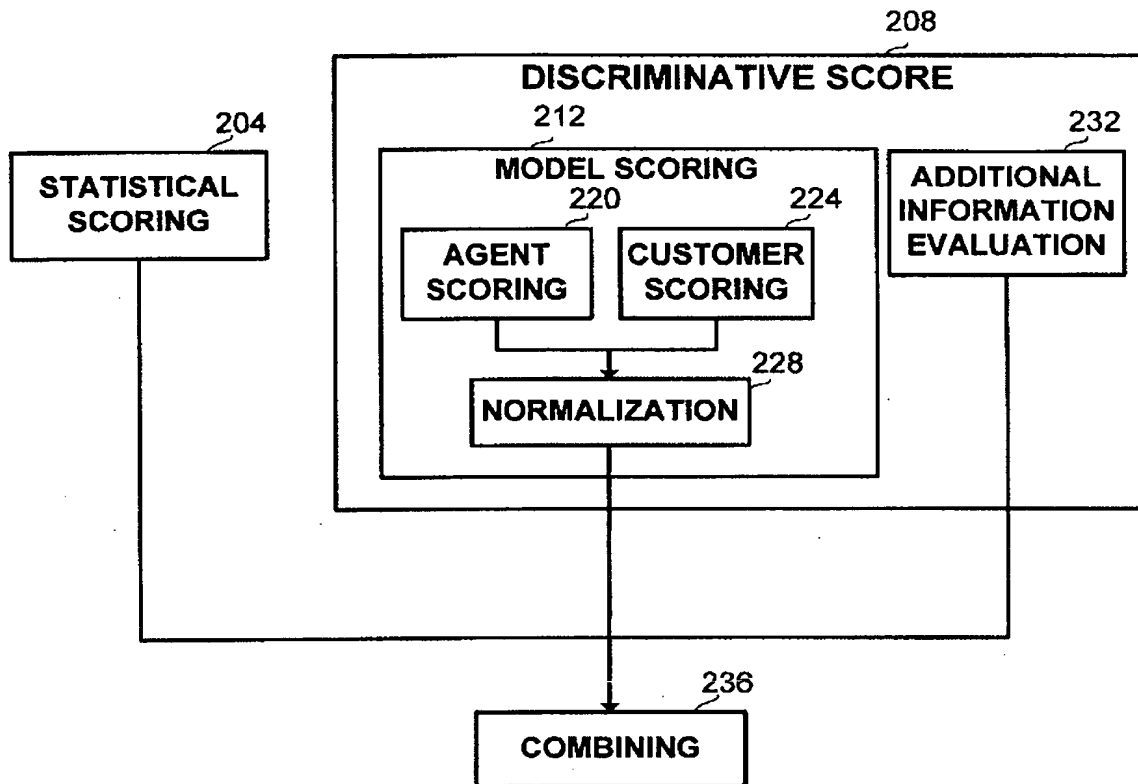 208
DISCRIMINATIVE SCORE
204
STATISTICAL
SCORING
212
MODEL SCORING
220
AGENT
SCORING
224
CUSTOMER
SCORING
228
NORMALIZATION
232
ADDITIONAL
INFORMATION
EVALUATION
236
COMBINING